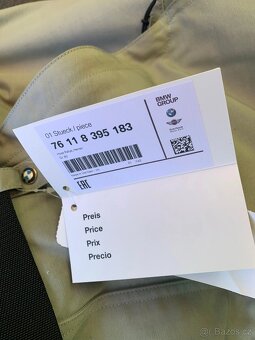 01 Stueck / piece
76 11 8 395 183
BMW
GROUP
EAC
Preis
Price
Prix
Precio
Bazos.cz